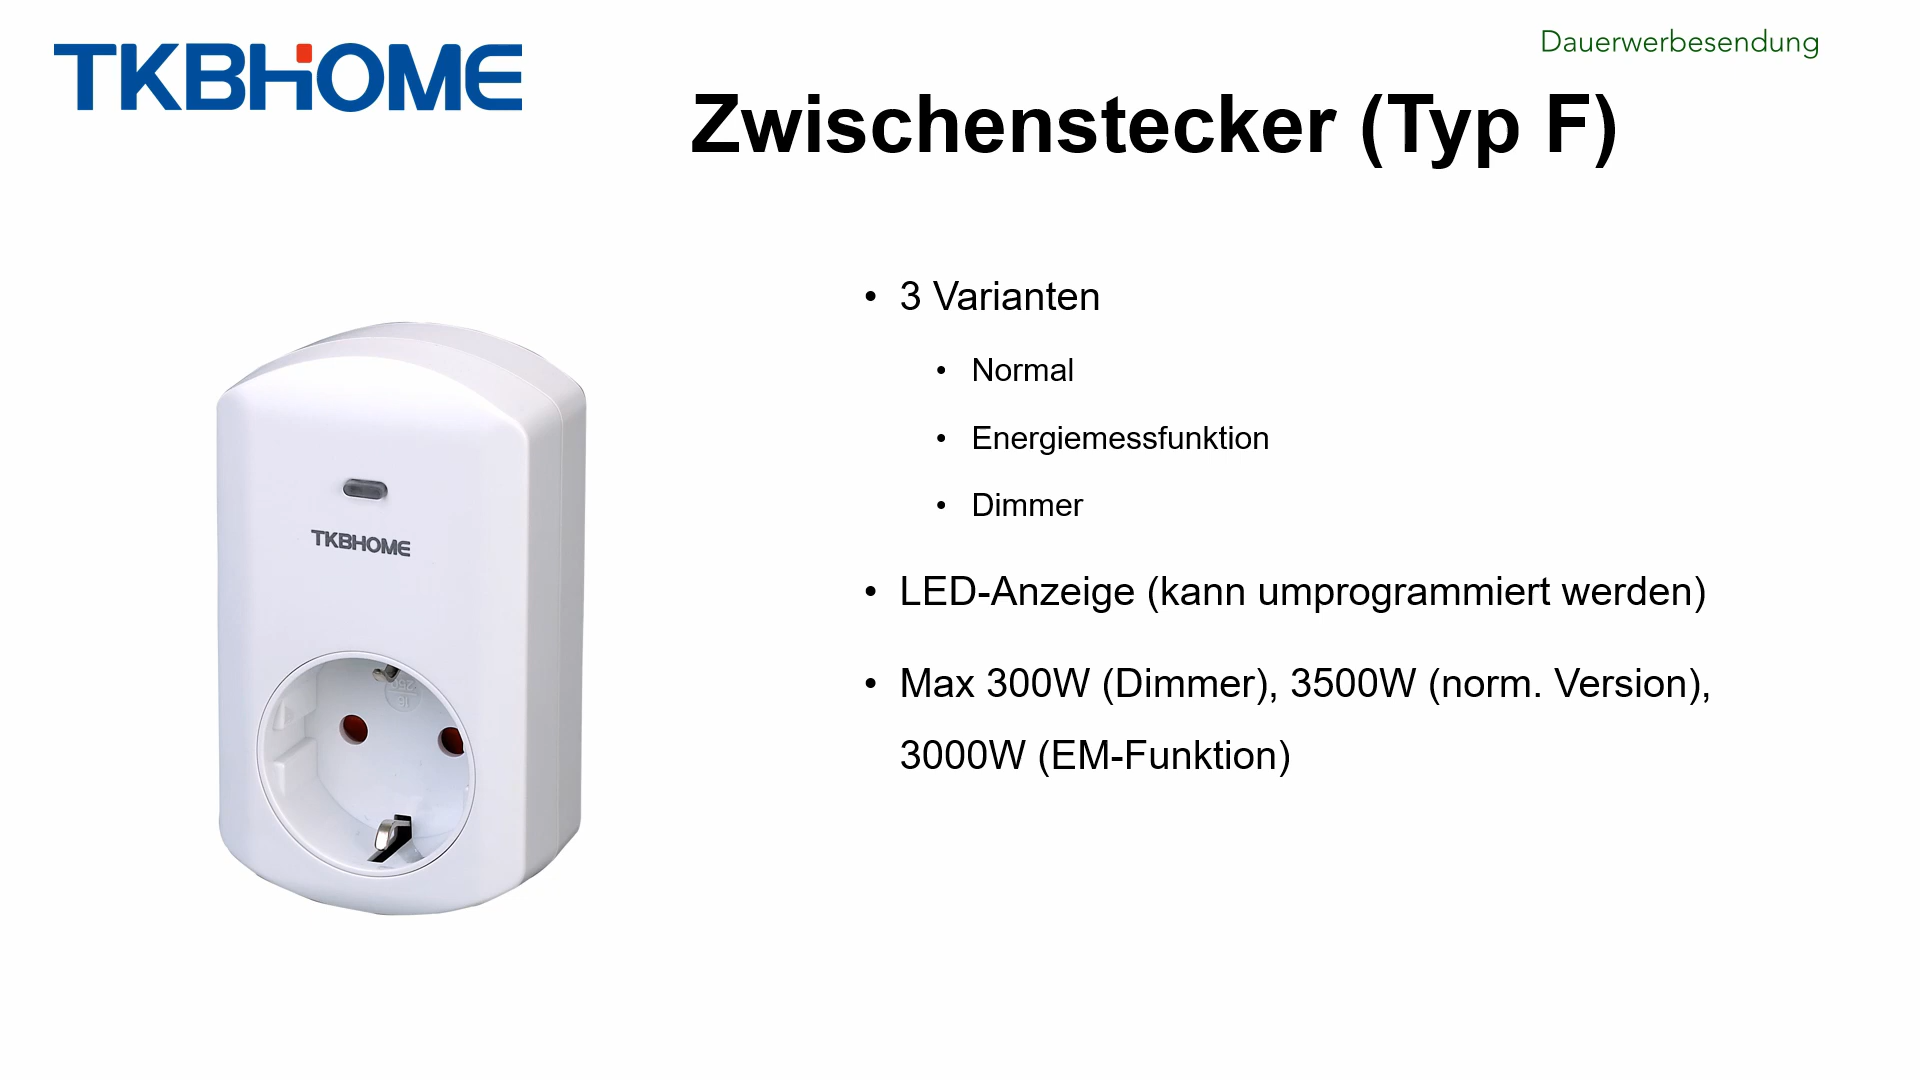 TKBHOME
Dauerwerbesendung
Zwischenstecker (Typ F)
• 3 Varianten
• Normal
• Energiemessfunktion
• Dimmer
• LED-Anzeige (kann umprogrammiert werden)
• Max 300W (Dimmer), 3500W (norm. Version),
3000W (EM-Funktion)
TKBHOME